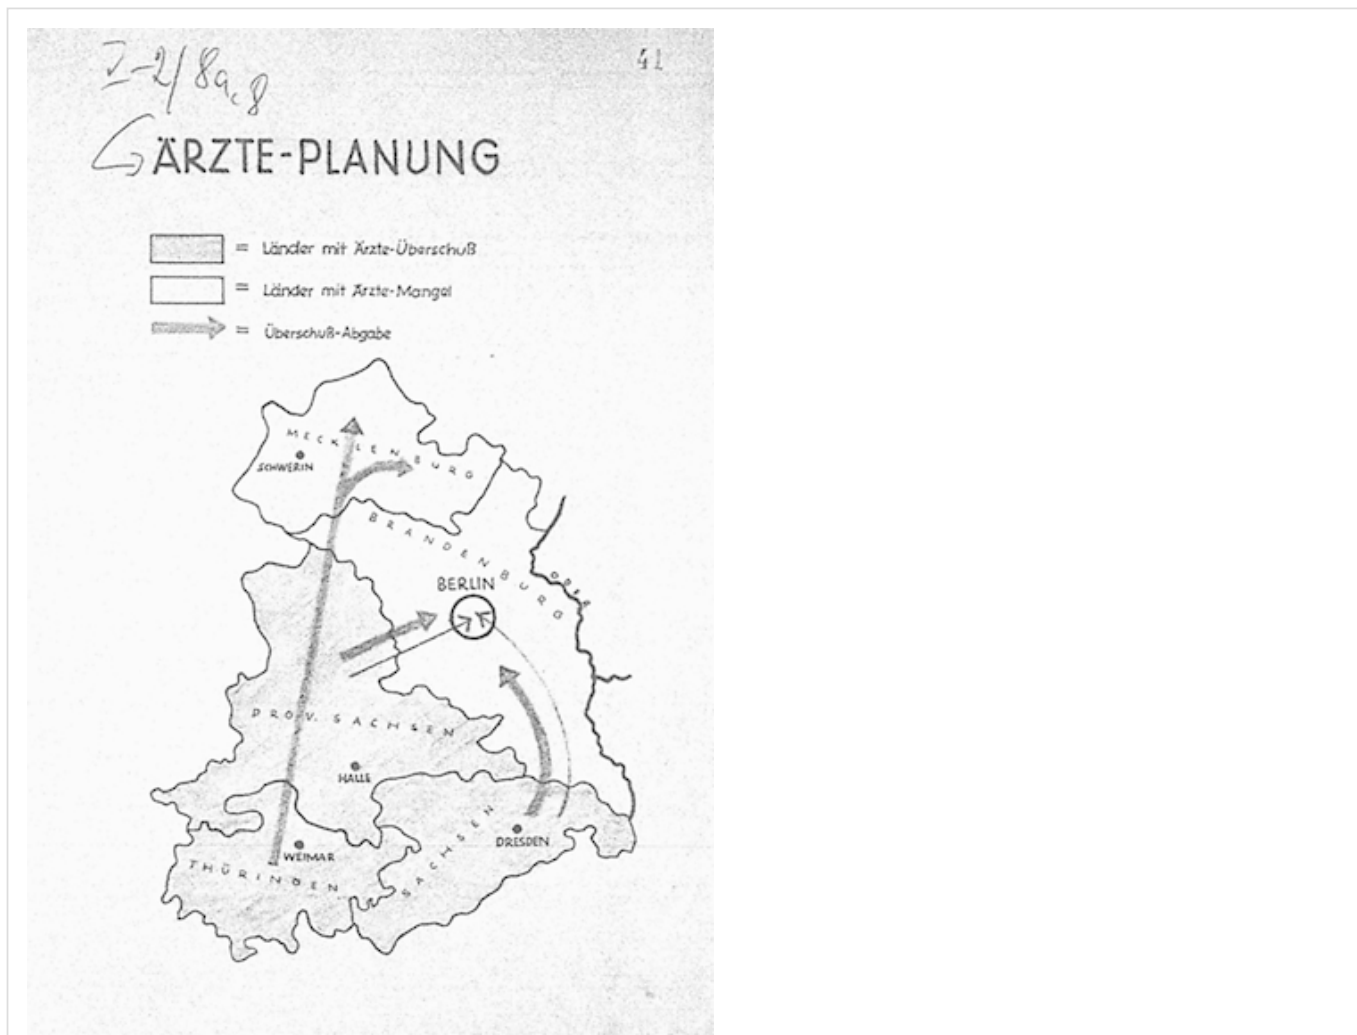 I-2/8a,8
41
ÄRZTE-PLANUNG
= Länder mit Ärzte-Überschuß
= Länder mit Ärzte-Mangel
= Überschuß-Abgabe
MECKLENBURG
SCHWERIN
BRANDENBURG
BERLIN
ODER
PROV. SACHSEN
HALLE
SACHSEN
DRESDEN
WEIMAR
THÜRINGEN